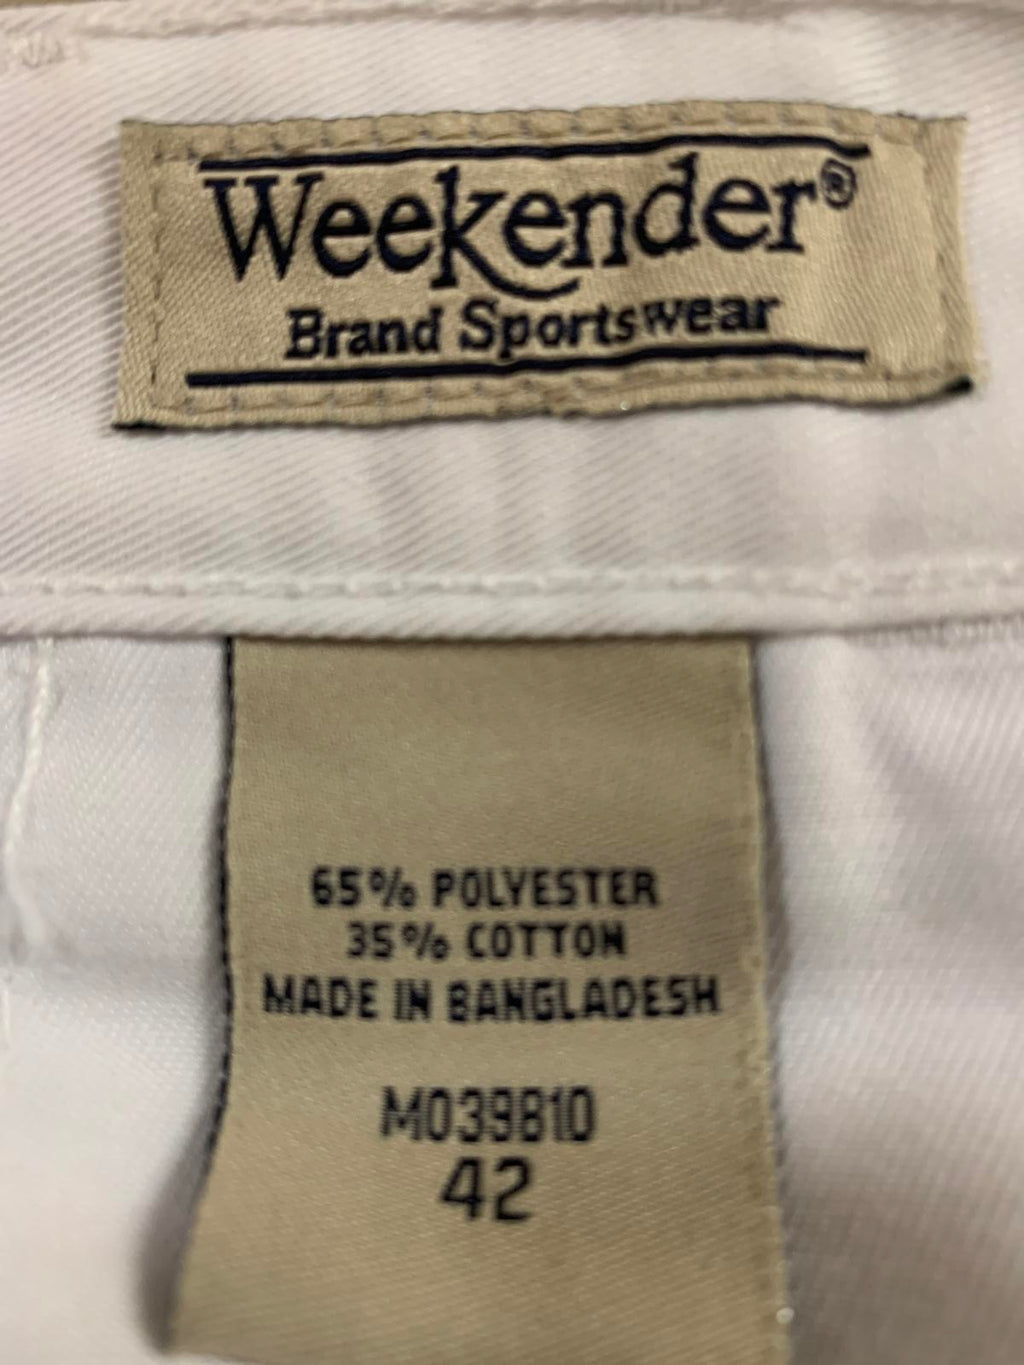 Weekender®
Brand Sportswear
65% POLYESTER
35% COTTON
MADE IN BANGLADESH
M039810
42